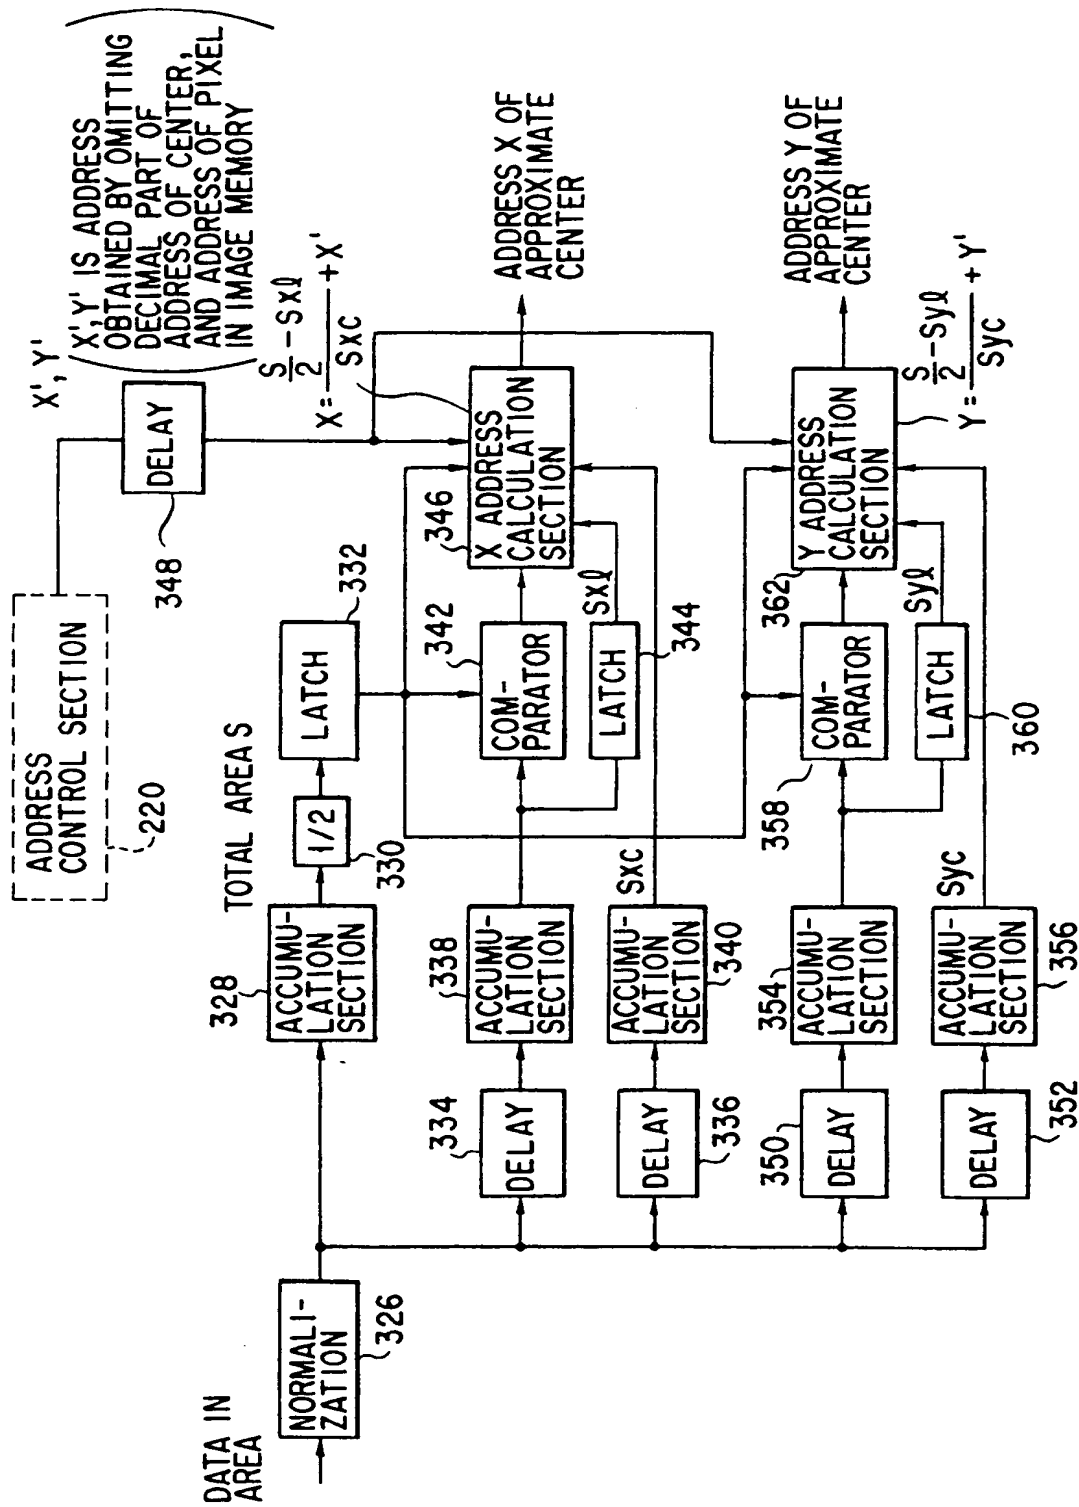 ADDRESS
CONTROL SECTION
220
X', Y'
X',Y' IS ADDRESS
OBTAINED BY OMITTING
DECIMAL PART OF
ADDRESS OF CENTER,
AND ADDRESS OF PIXEL
IN IMAGE MEMORY
DELAY
348
TOTAL AREA S
DATA IN
AREA
NORMALI-
ZATION
326
328
ACCUMU-
LATION
SECTION
1/2
330
LATCH
332
X = (S/2 - Sxℓ)/Sxc + X'
334
DELAY
338
ACCUMU-
LATION
SECTION
342
COM-
PARATOR
346
X ADDRESS
CALCULATION
SECTION
ADDRESS X OF
APPROXIMATE
CENTER
LATCH
344
Sxℓ
DELAY
336
ACCUMU-
LATION
SECTION
340
Sxc
350
DELAY
354
ACCUMU-
LATION
SECTION
358
COM-
PARATOR
362
Y ADDRESS
CALCULATION
SECTION
ADDRESS Y OF
APPROXIMATE
CENTER
LATCH
360
Syℓ
Y = (S/2 - Syℓ)/Syc + Y'
DELAY
352
ACCUMU-
LATION
SECTION
356
Syc